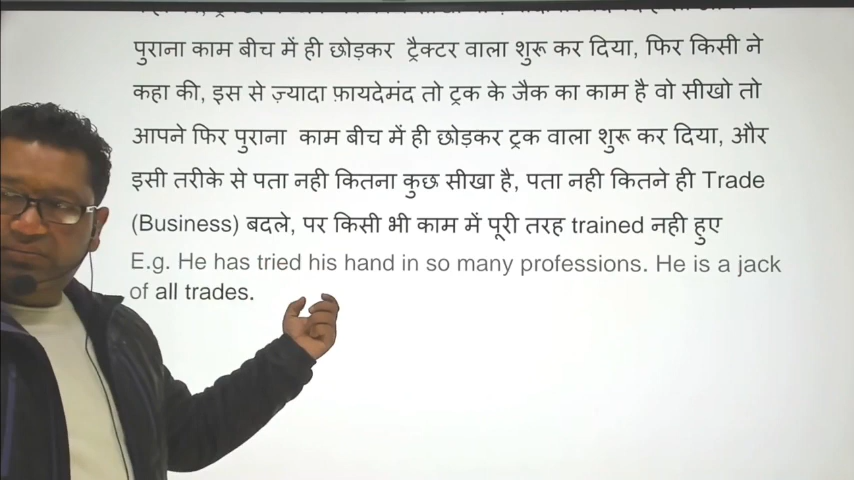 पुराना काम बीच में ही छोड़कर ट्रैक्टर वाला शुरू कर दिया, फिर किसी ने
कहा की, इस से ज़्यादा फ़ायदेमंद तो ट्रक के जैक का काम है वो सीखो तो
आपने फिर पुराना काम बीच में ही छोड़कर ट्रक वाला शुरू कर दिया, और
इसी तरीके से पता नही कितना कुछ सीखा है, पता नही कितने ही Trade
(Business) बदले, पर किसी भी काम में पूरी तरह trained नही हुए
E.g. He has tried his hand in so many professions. He is a jack
of all trades.